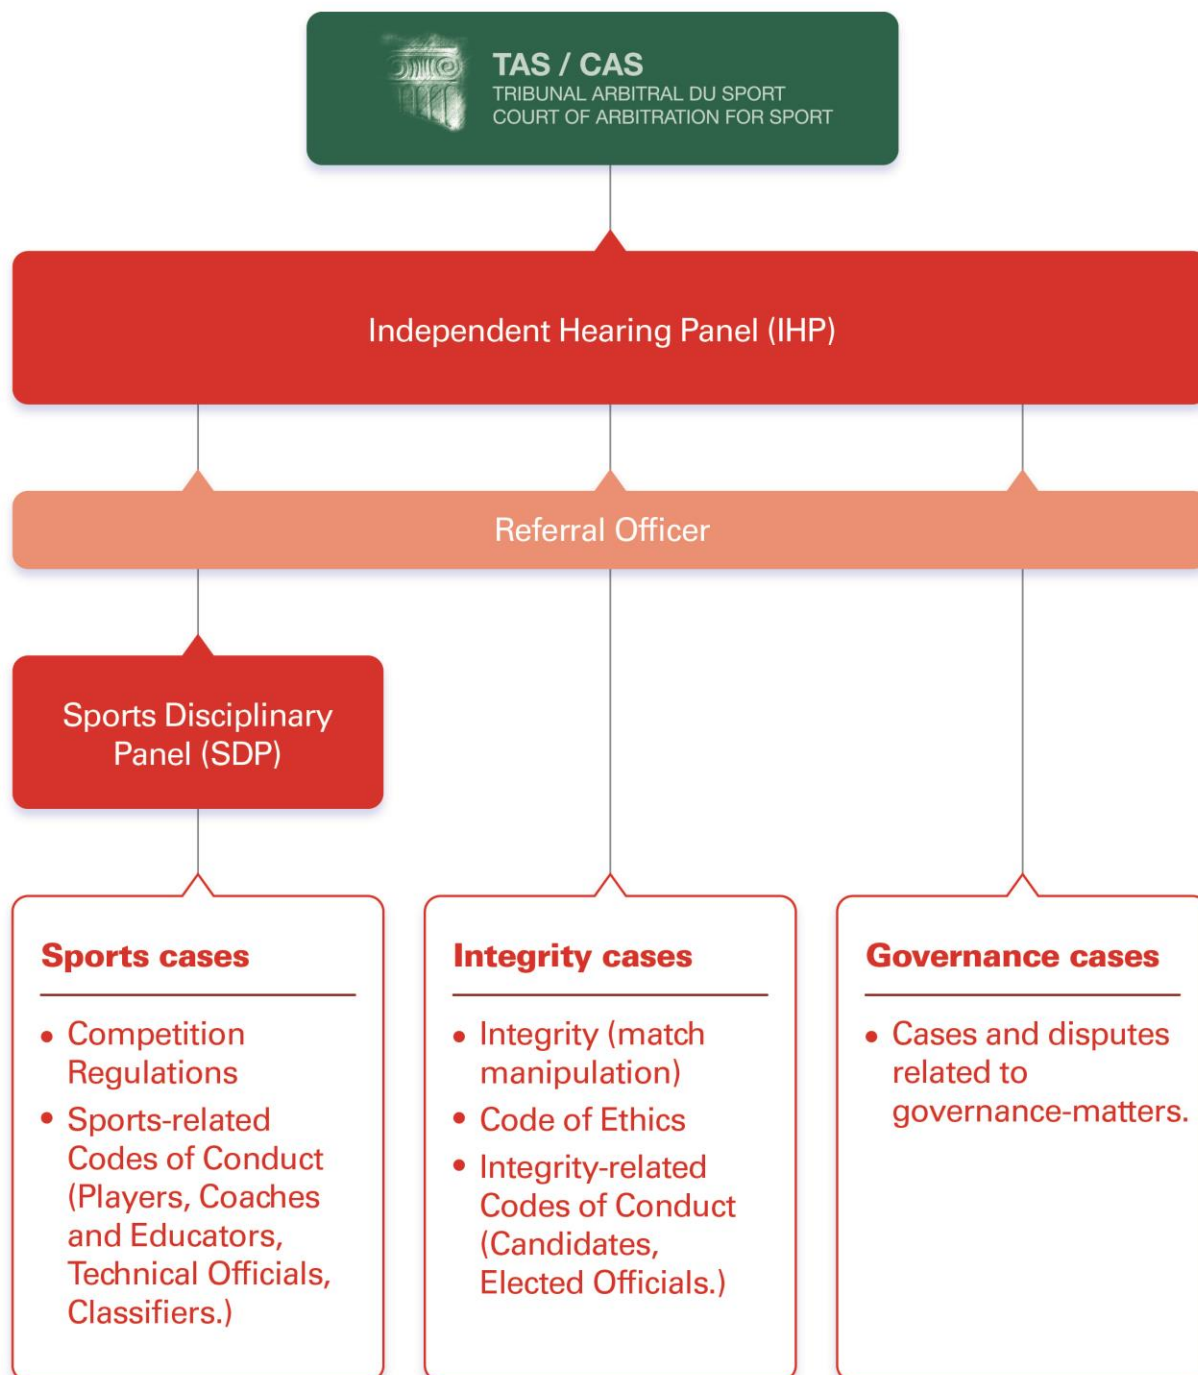 TAS / CAS
TRIBUNAL ARBITRAL DU SPORT
COURT OF ARBITRATION FOR SPORT
Independent Hearing Panel (IHP)
Referral Officer
Sports Disciplinary
Panel (SDP)
Sports cases
• Competition
Regulations
• Sports-related
Codes of Conduct
(Players, Coaches
and Educators,
Technical Officials,
Classifiers.)
Integrity cases
• Integrity (match
manipulation)
• Code of Ethics
• Integrity-related
Codes of Conduct
(Candidates,
Elected Officials.)
Governance cases
• Cases and disputes
related to
governance-matters.